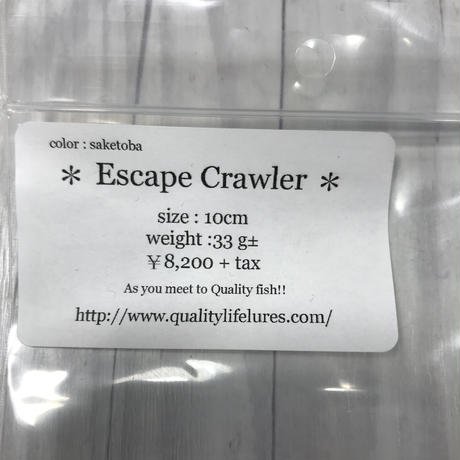 color : saketoba
＊ Escape Crawler ＊
size : 10cm
weight :33 g±
￥8,200 + tax
As you meet to Quality fish!!
http://www.qualitylifelures.com/